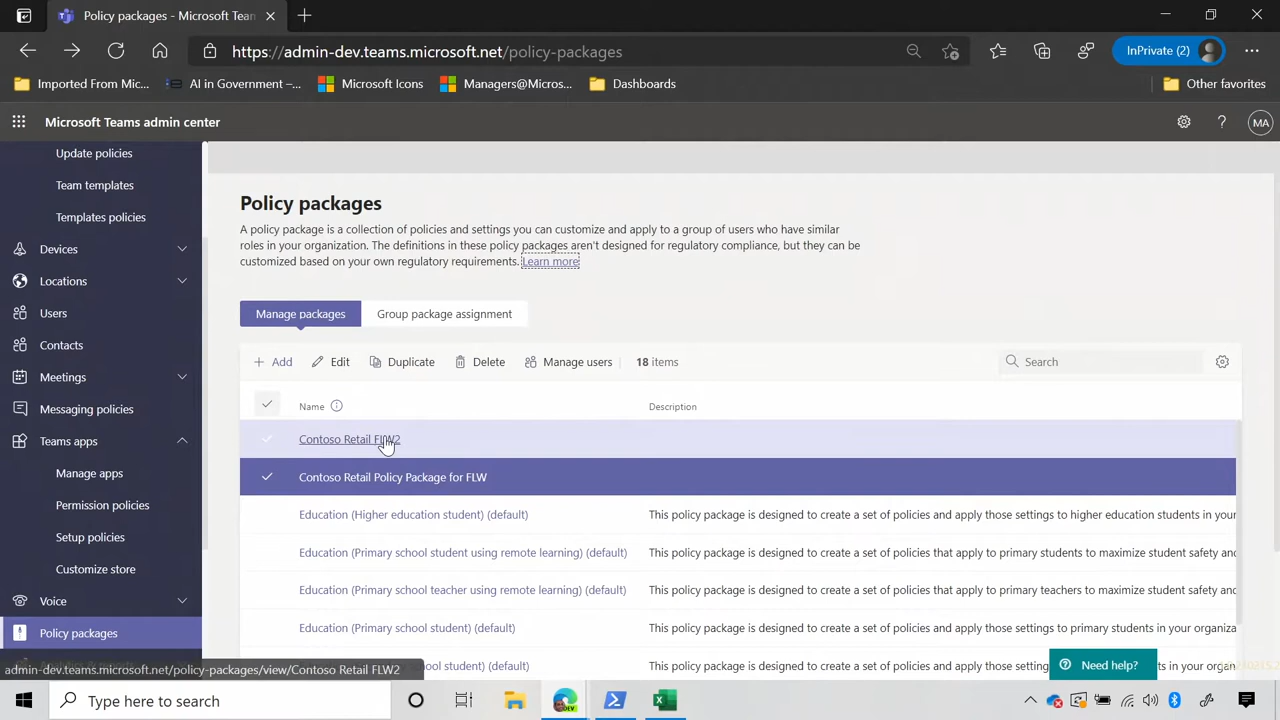 Policy packages - Microsoft Tean
https://admin-dev.teams.microsoft.net/policy-packages
InPrivate (2)
Imported From Mic...
AI in Government –...
Microsoft Icons
Managers@Micros...
Dashboards
Other favorites
Microsoft Teams admin center
MA
Update policies
Team templates
Templates policies
Devices
Locations
Users
Contacts
Meetings
Messaging policies
Teams apps
Manage apps
Permission policies
Setup policies
Customize store
Voice
Policy packages
Policy packages
A policy package is a collection of policies and settings you can customize and apply to a group of users who have similar
roles in your organization. The definitions in these policy packages aren't designed for regulatory compliance, but they can be
customized based on your own regulatory requirements. Learn more
Manage packages
Group package assignment
+ Add
Edit
Duplicate
Delete
Manage users
18 items
Search
Name
Description
Contoso Retail FLW2
Contoso Retail Policy Package for FLW
Education (Higher education student) (default)
This policy package is designed to create a set of policies and apply those settings to higher education students in your
Education (Primary school student using remote learning) (default)
This policy package is designed to create a set of policies that apply to primary students to maximize student safety and
Education (Primary school teacher using remote learning) (default)
This policy package is designed to create a set of policies that apply to primary teachers to maximize student safety and
Education (Primary school student) (default)
This policy package is designed to create a set of policies and apply those settings to primary students in your organiza
school student) (default)
This policy package is designed to create a set of policies and apply those settings
Need help?
admin-dev.teams.microsoft.net/policy-packages/view/Contoso Retail FLW2
Type here to search
DEV